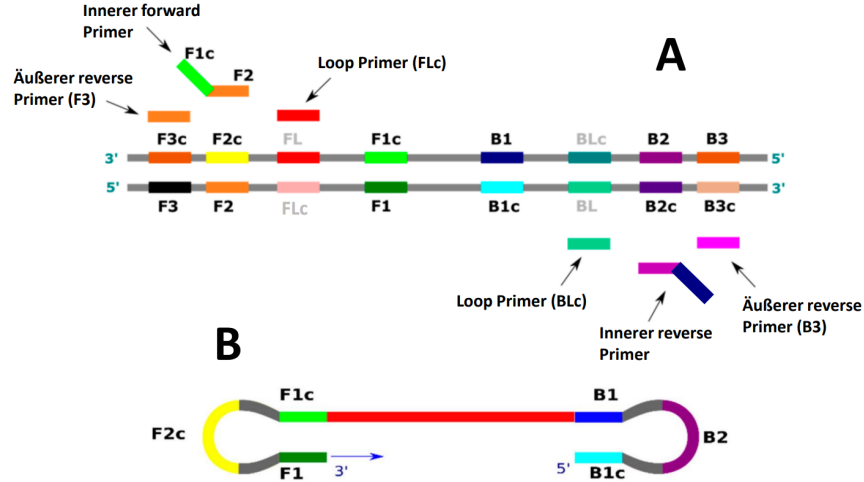 Innerer forward
Primer
F1c
F2
A
Loop Primer (FLc)
Äußerer reverse
Primer (F3)
F3c F2c FL F1c B1 BLc B2 B3
3' 5'
5' 3'
F3 F2 FLc F1 B1c BL B2c B3c
Loop Primer (BLc)
Innerer reverse
Primer
Äußerer reverse
Primer (B3)
B
F1c B1
F2c B2
F1 3' 5' B1c